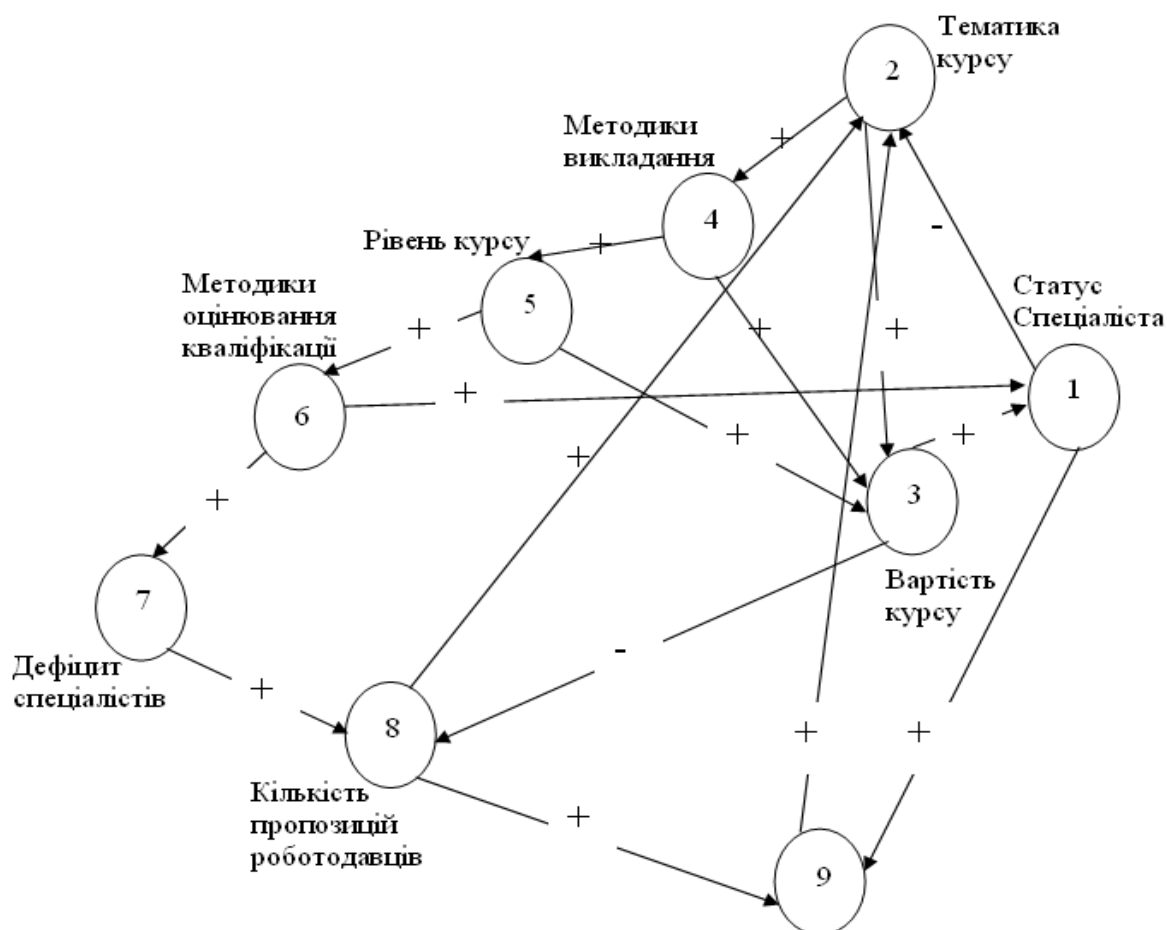 Тематика
курсу
2
Методики
викладання
+
4
Рівень курсу
+
-
Методики
оцінювання
кваліфікації
5
Статус
Спеціаліста
+
+
+
6
+
1
+
+
+
+
3
7
Вартість
курсу
-
Дефіцит
спеціалістів
+
8
+
+
Кількість
пропозицій
роботодавців
+
9